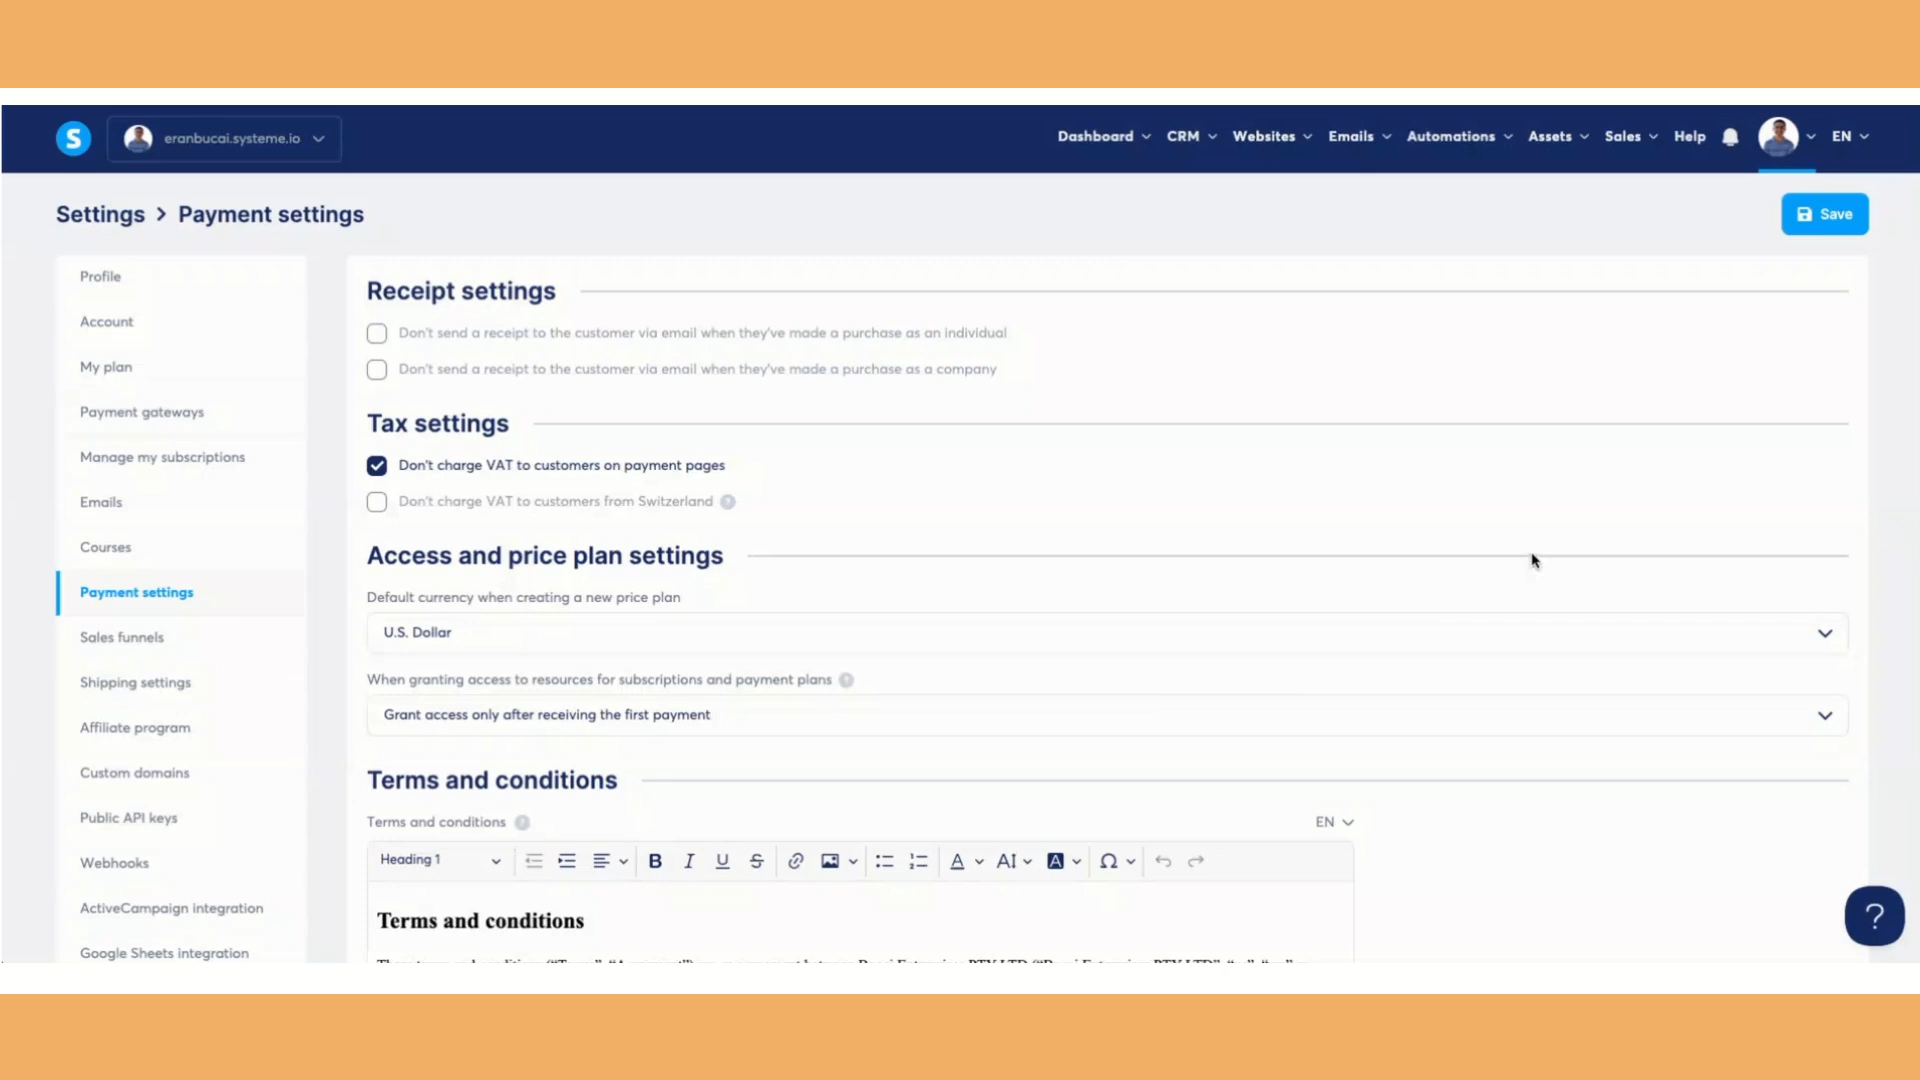 S
eranbucai.systeme.io
Dashboard CRM Websites Emails Automations Assets Sales Help EN
Settings > Payment settings
Save
Profile
Account
My plan
Payment gateways
Manage my subscriptions
Emails
Courses
Payment settings
Sales funnels
Shipping settings
Affiliate program
Custom domains
Public API keys
Webhooks
ActiveCampaign integration
Google Sheets integration
Receipt settings
Don't send a receipt to the customer via email when they've made a purchase as an individual
Don't send a receipt to the customer via email when they've made a purchase as a company
Tax settings
Don't charge VAT to customers on payment pages
Don't charge VAT to customers from Switzerland ?
Access and price plan settings
Default currency when creating a new price plan
U.S. Dollar
When granting access to resources for subscriptions and payment plans ?
Grant access only after receiving the first payment
Terms and conditions
Terms and conditions ?
EN
Heading 1 B I U S A AI A Ω
Terms and conditions
?